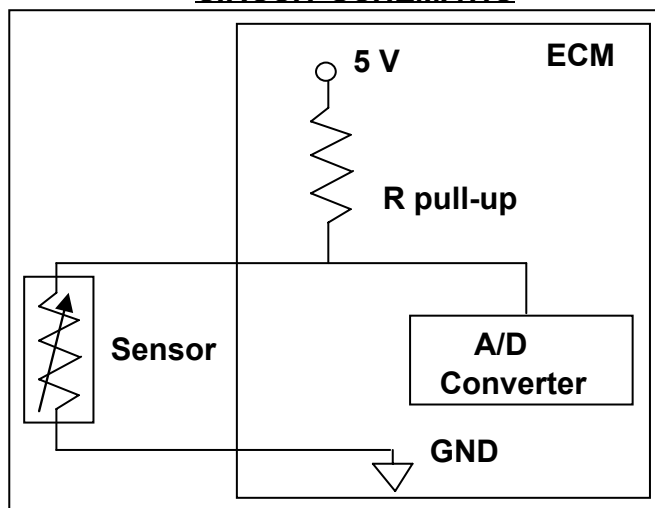 5 V
ECM
R pull-up
Sensor
A/D
Converter
GND